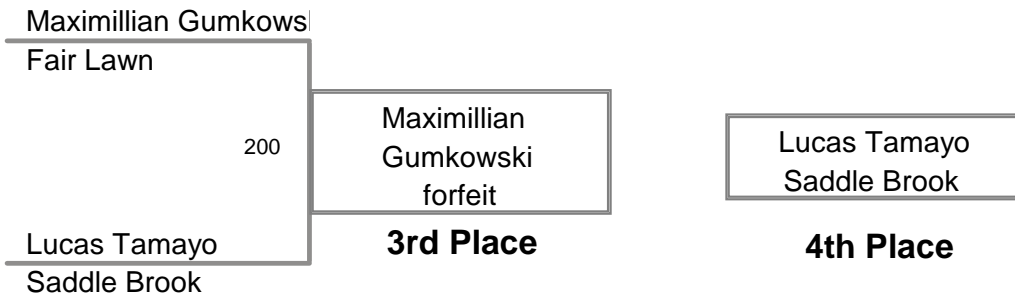 Maximillian Gumkows
Fair Lawn
200
Maximillian
Gumkowski
forfeit
3rd Place
Lucas Tamayo
Saddle Brook
4th Place
Lucas Tamayo
Saddle Brook